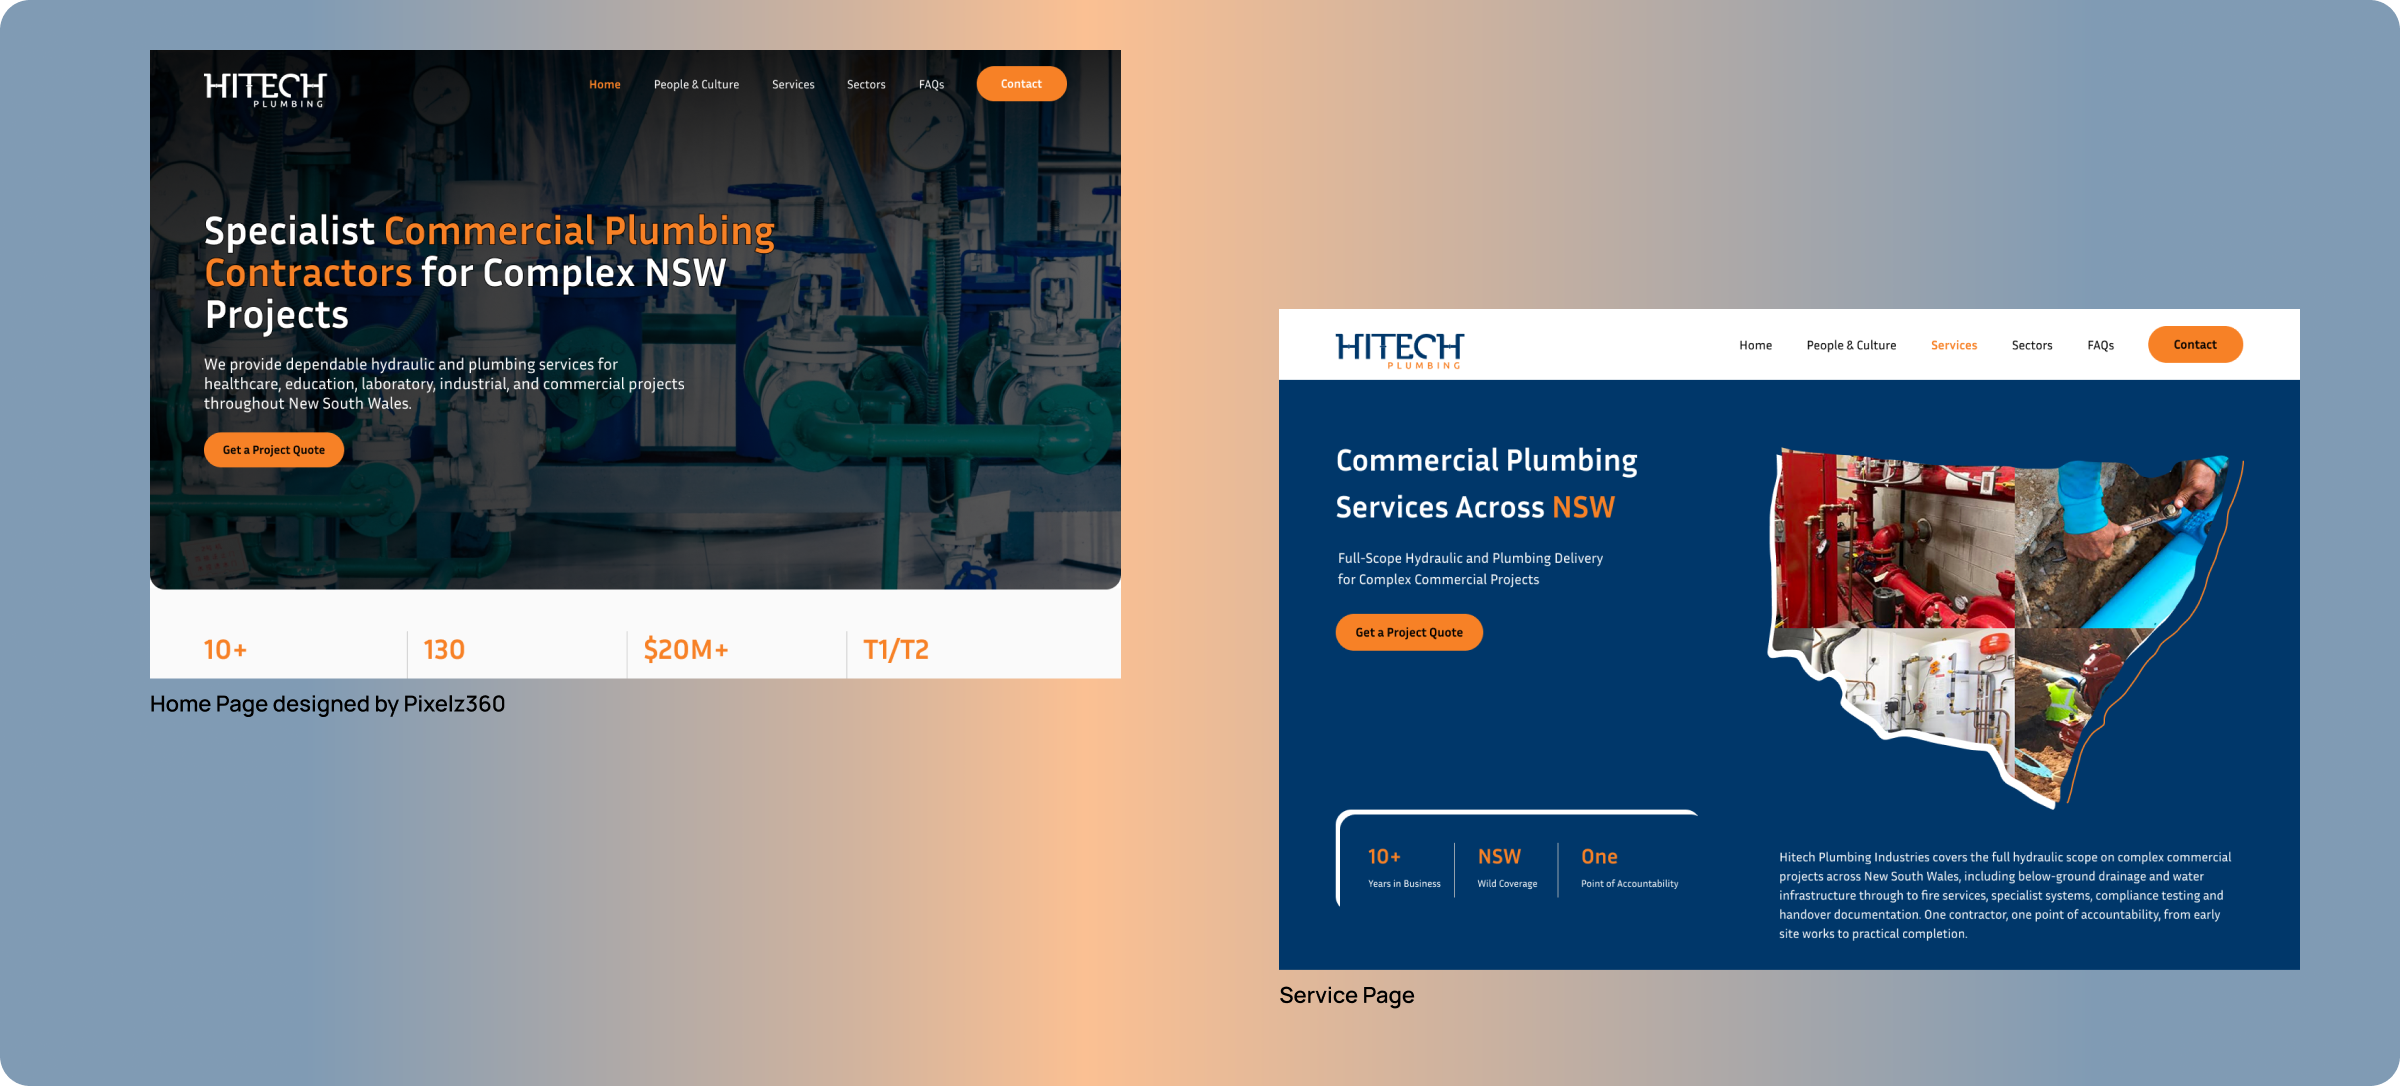 HITECH
PLUMBING
Home People & Culture Services Sectors FAQs Contact
Specialist Commercial Plumbing
Contractors for Complex NSW
Projects
We provide dependable hydraulic and plumbing services for
healthcare, education, laboratory, industrial, and commercial projects
throughout New South Wales.
Get a Project Quote
10+ 130 $20M+ T1/T2
Home Page designed by Pixelz360
HITECH
PLUMBING
Home People & Culture Services Sectors FAQs Contact
Commercial Plumbing
Services Across NSW
Full-Scope Hydraulic and Plumbing Delivery
for Complex Commercial Projects
Get a Project Quote
10+ NSW One
Years in Business Wild Coverage Point of Accountability
Hitech Plumbing Industries covers the full hydraulic scope on complex commercial
projects across New South Wales, including below-ground drainage and water
infrastructure through to fire services, specialist systems, compliance testing and
handover documentation. One contractor, one point of accountability, from early
site works to practical completion.
Service Page